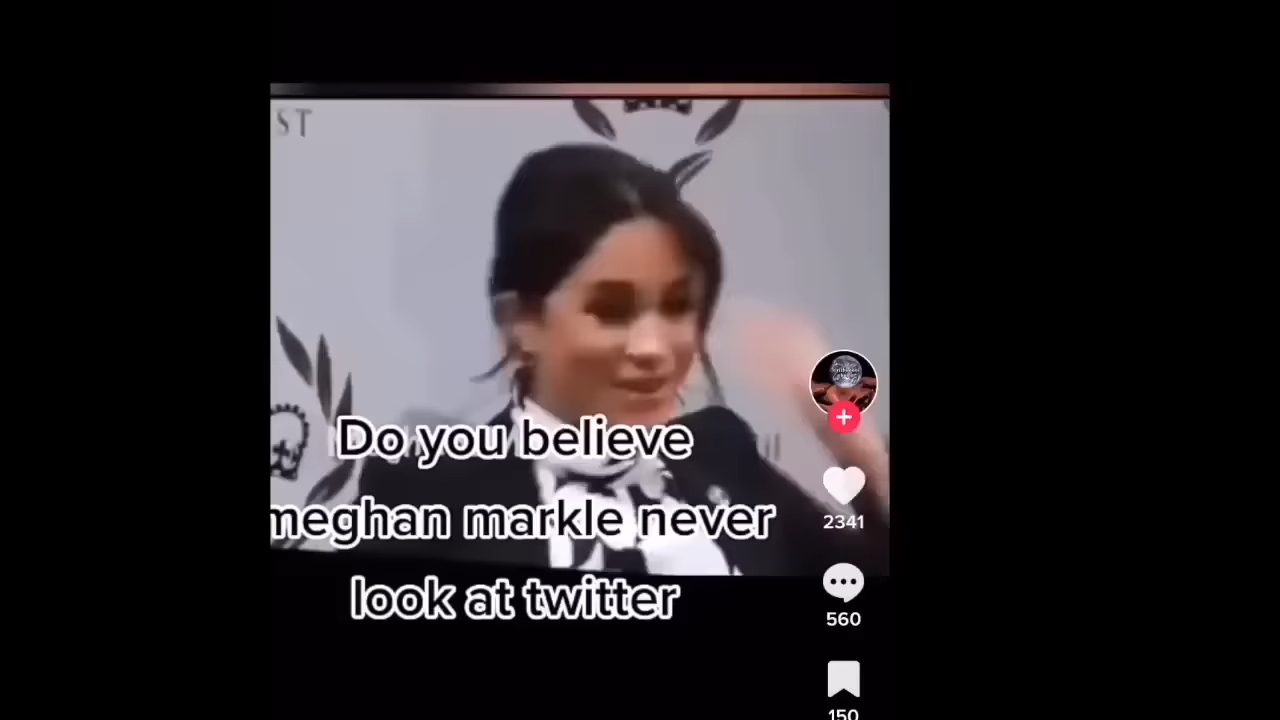 ST
Do you believe
meghan markle never
look at twitter
2341
560
150